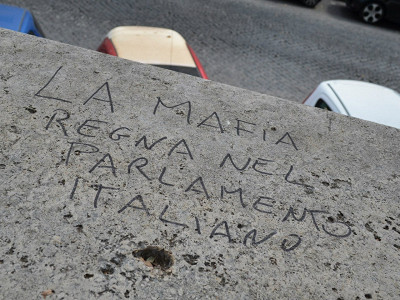 LA MAFIA
REGNA NEL
PARLAMENTO
ITALIANO